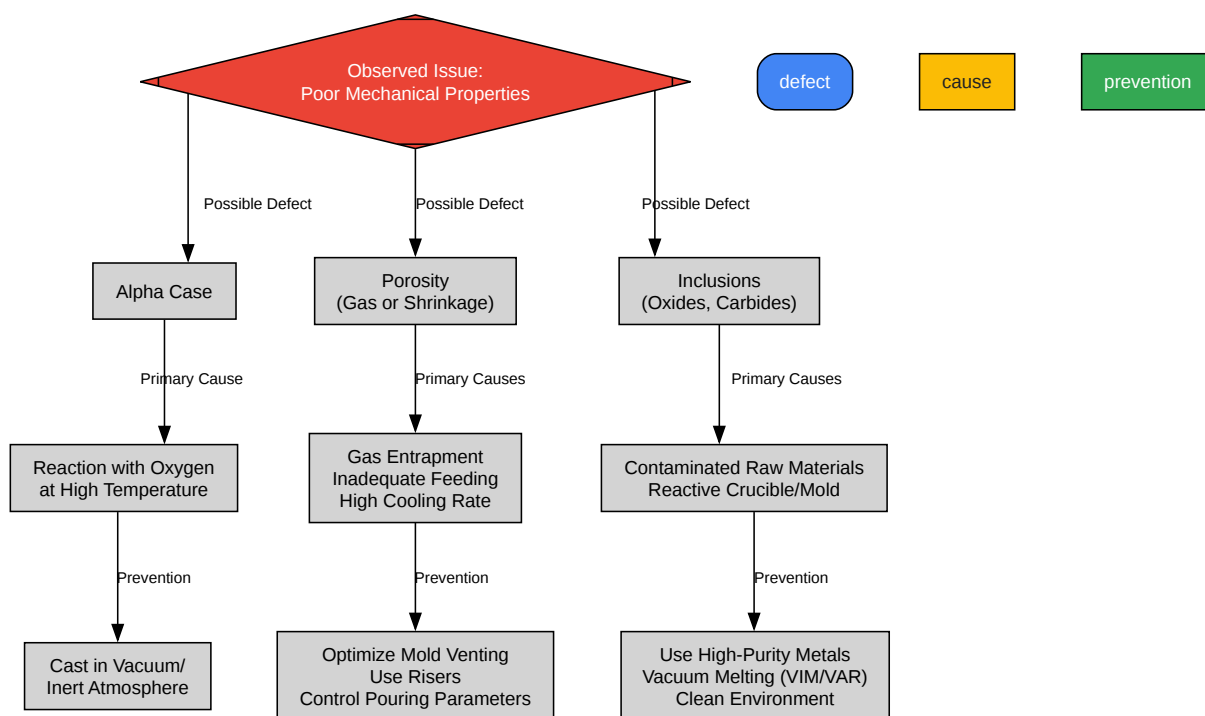 Observed Issue:
Poor Mechanical Properties
defect
cause
prevention
Possible Defect
Possible Defect
Possible Defect
Alpha Case
Porosity
(Gas or Shrinkage)
Inclusions
(Oxides, Carbides)
Primary Cause
Primary Causes
Primary Causes
Reaction with Oxygen
at High Temperature
Gas Entrapment
Inadequate Feeding
High Cooling Rate
Contaminated Raw Materials
Reactive Crucible/Mold
Prevention
Prevention
Prevention
Cast in Vacuum/
Inert Atmosphere
Optimize Mold Venting
Use Risers
Control Pouring Parameters
Use High-Purity Metals
Vacuum Melting (VIM/VAR)
Clean Environment